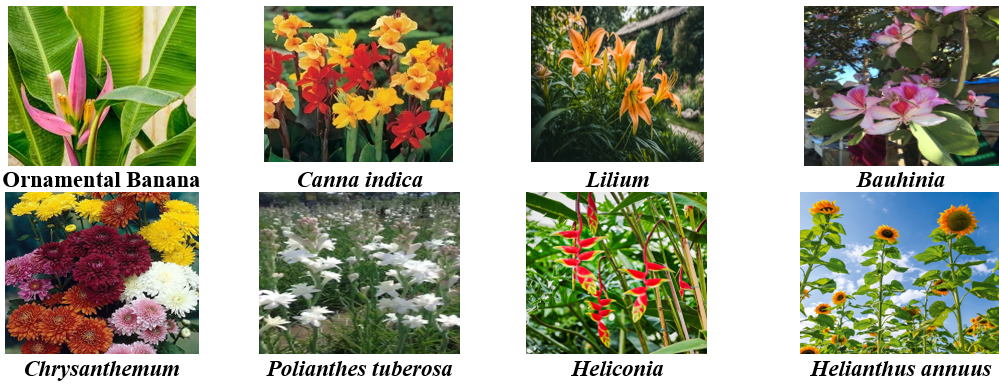 Ornamental Banana
Canna indica
Lilium
Bauhinia
Chrysanthemum
Polianthes tuberosa
Heliconia
Helianthus annuus